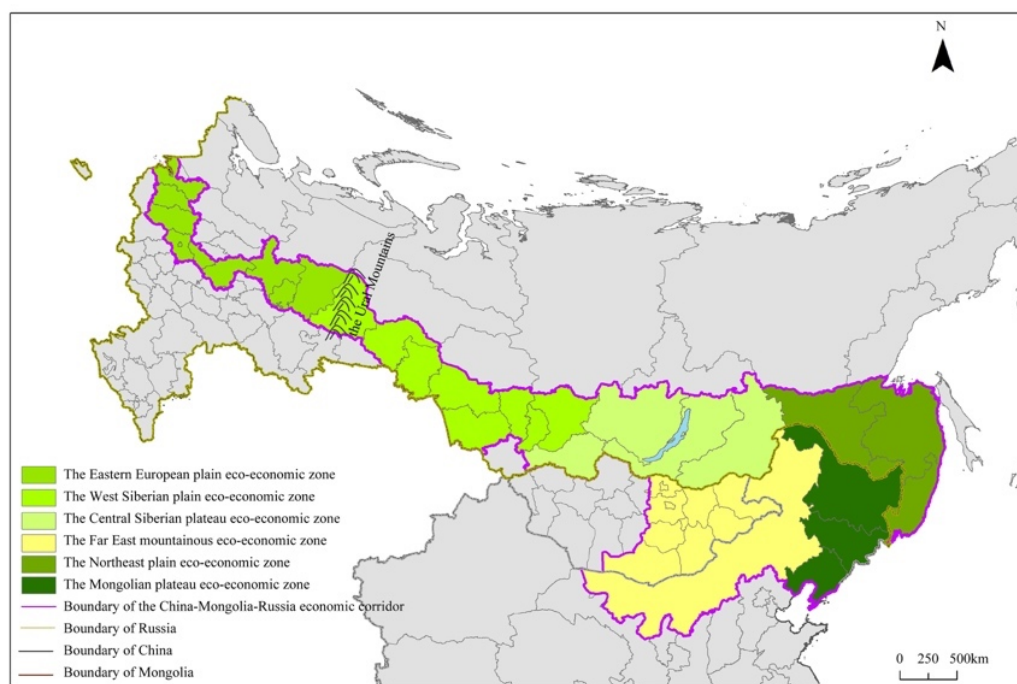 N
the Ural Mountains
The Eastern European plain eco-economic zone
The West Siberian plain eco-economic zone
The Central Siberian plateau eco-economic zone
The Far East mountainous eco-economic zone
The Northeast plain eco-economic zone
The Mongolian plateau eco-economic zone
Boundary of the China-Mongolia-Russia economic corridor
Boundary of Russia
Boundary of China
Boundary of Mongolia
0 250 500km